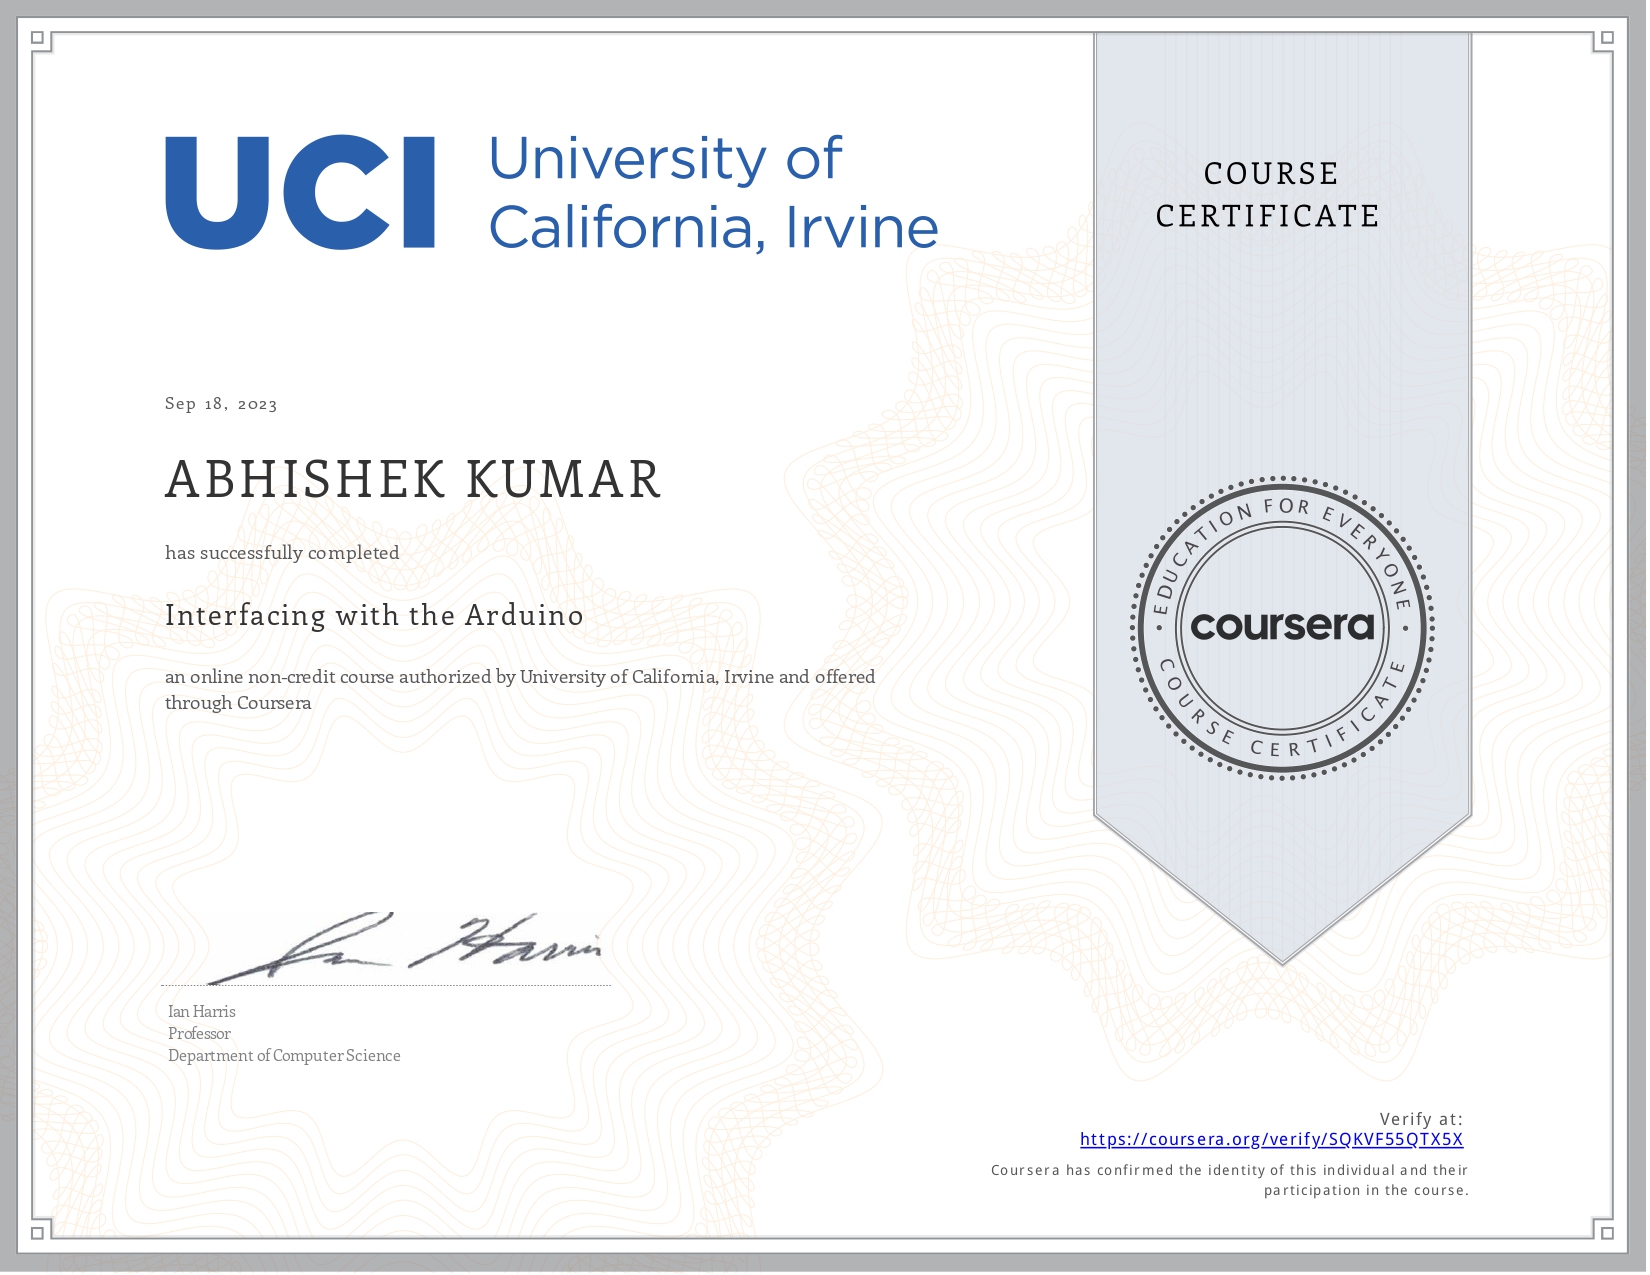 UCI University of
California, Irvine
COURSE
CERTIFICATE
Sep 18, 2023
ABHISHEK KUMAR
has successfully completed
Interfacing with the Arduino
an online non-credit course authorized by University of California, Irvine and offered
through Coursera
EDUCATION FOR EVERYONE
coursera
COURSE CERTIFICATE
Ian Harris
Ian Harris
Professor
Department of Computer Science
Verify at:
https://coursera.org/verify/SQKVF55QTX5X
Coursera has confirmed the identity of this individual and their
participation in the course.